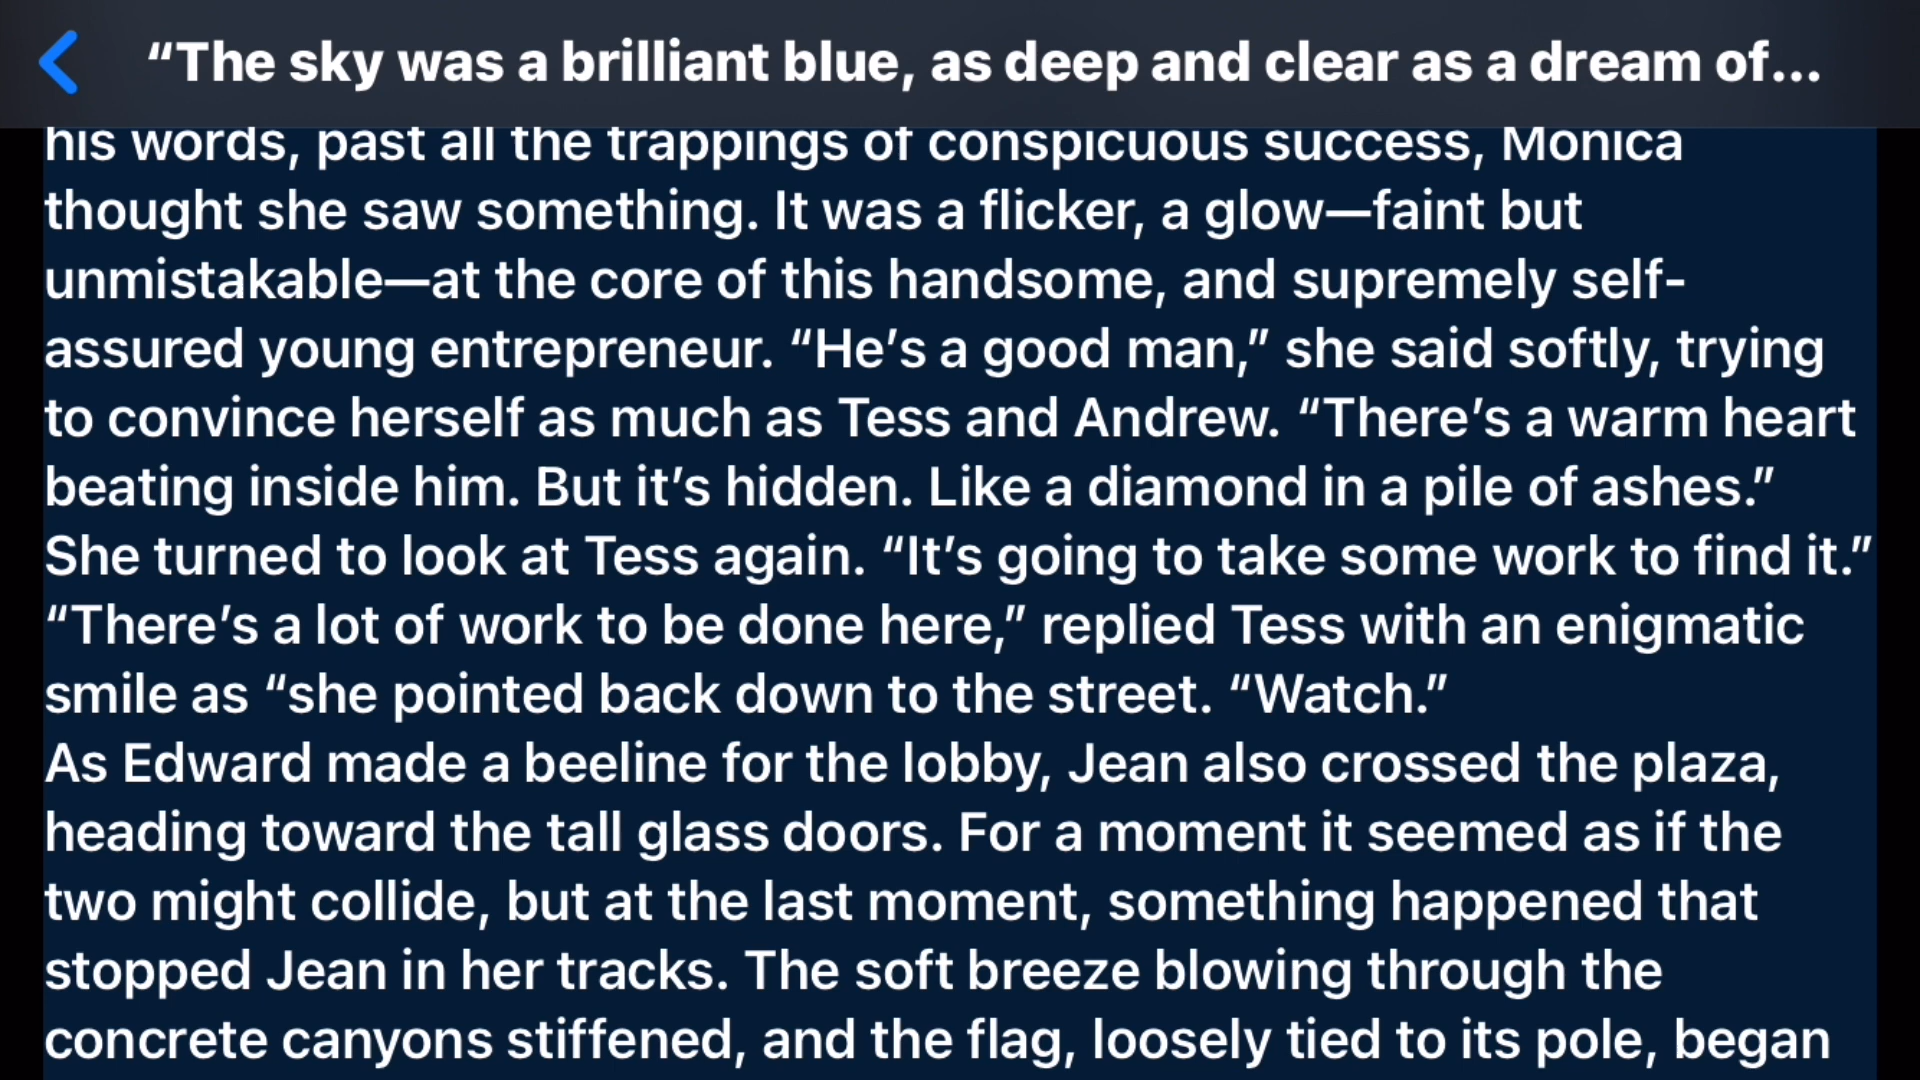 “The sky was a brilliant blue, as deep and clear as a dream of...
his words, past all the trappings of conspicuous success, Monica
thought she saw something. It was a flicker, a glow—faint but
unmistakable—at the core of this handsome, and supremely self-
assured young entrepreneur. “He’s a good man,” she said softly, trying
to convince herself as much as Tess and Andrew. “There’s a warm heart
beating inside him. But it’s hidden. Like a diamond in a pile of ashes.”
She turned to look at Tess again. “It’s going to take some work to find it.”
“There’s a lot of work to be done here,” replied Tess with an enigmatic
smile as “she pointed back down to the street. “Watch.”
As Edward made a beeline for the lobby, Jean also crossed the plaza,
heading toward the tall glass doors. For a moment it seemed as if the
two might collide, but at the last moment, something happened that
stopped Jean in her tracks. The soft breeze blowing through the
concrete canyons stiffened, and the flag, loosely tied to its pole, began